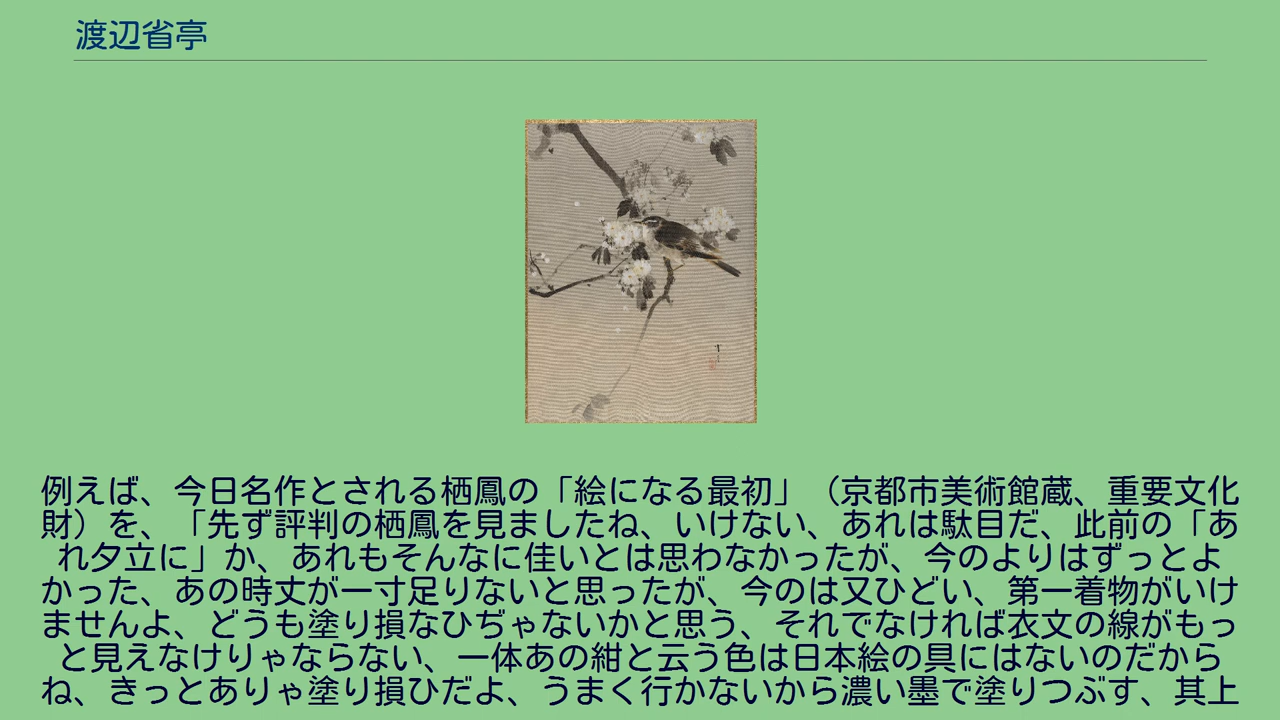 渡辺省亭
例えば、今日名作とされる栖鳳の「絵になる最初」（京都市美術館蔵、重要文化
財）を、「先ず評判の栖鳳を見ましたね、いけない、あれは駄目だ、此前の「あ
れ夕立に」か、あれもそんなに佳いとは思わなかったが、今のよりはずっとよ
かった、あの時丈が一寸足りないと思ったが、今のは又ひどい、第一着物がいけ
ませんよ、どうも塗り損なひぢゃないかと思う、それでなければ衣文の線がもっ
と見えなけりゃならない、一体あの紺と云う色は日本絵の具にはないのだから
ね、きっとありゃ塗り損ひだよ、うまく行かないから濃い墨で塗りつぶす、其上